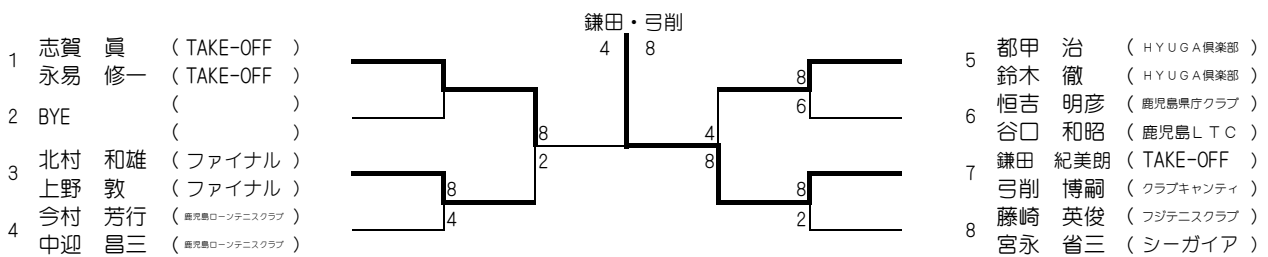 鎌田・弓削
4 8
1 志賀 眞 ( TAKE-OFF )
永易 修一 ( TAKE-OFF )
2 BYE ( )
( )
3 北村 和雄 ( ファイナル )
上野 敦 ( ファイナル )
4 今村 芳行 ( 鹿児島ローンテニスクラブ )
中迎 昌三 ( 鹿児島ローンテニスクラブ )
8
2
8
4
8
6
4
8
8
2
5 都甲 治 ( HYUGA倶楽部 )
鈴木 徹 ( HYUGA倶楽部 )
6 恒吉 明彦 ( 鹿児島県庁クラブ )
谷口 和昭 ( 鹿児島LTC )
7 鎌田 紀美朗 ( TAKE-OFF )
弓削 博嗣 ( クラブキャンティ )
8 藤崎 英俊 ( フジテニスクラブ )
宮永 省三 ( シーガイア )